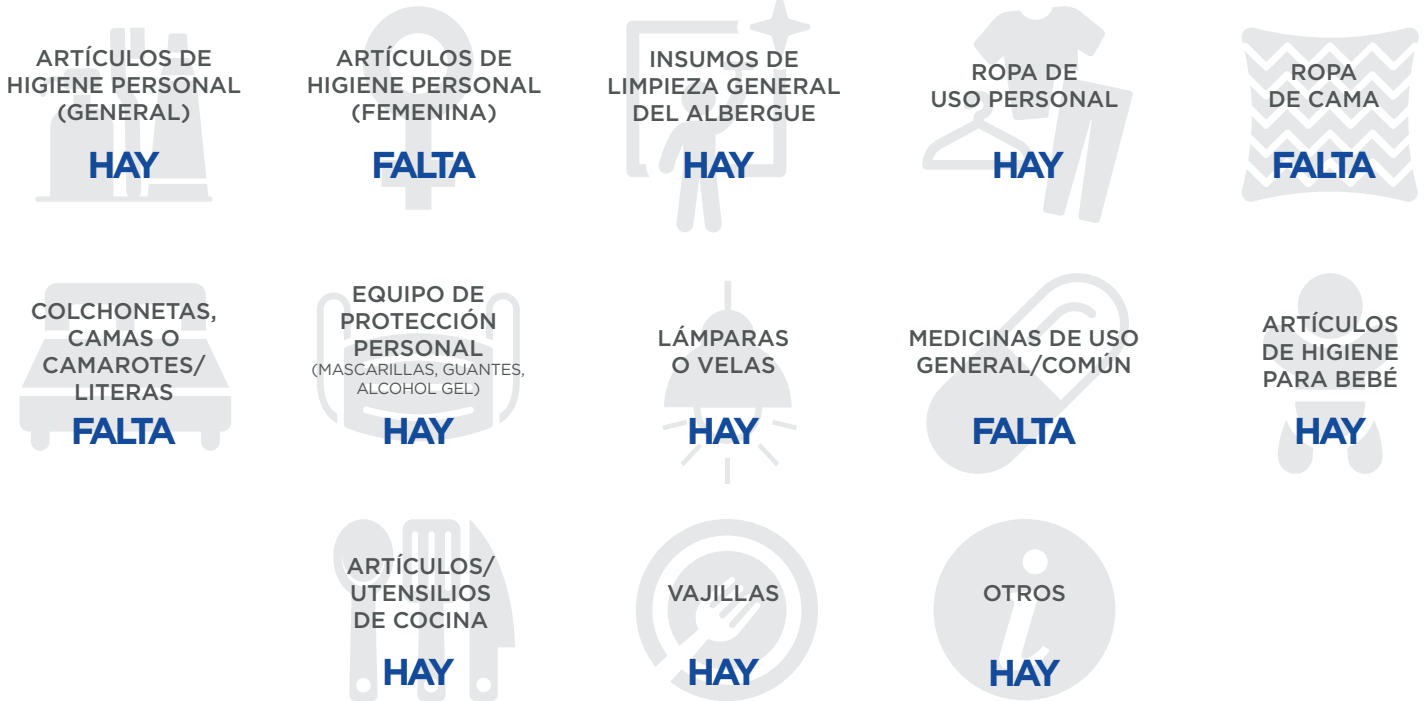 ARTÍCULOS DE
HIGIENE PERSONAL
(GENERAL)
HAY
ARTÍCULOS DE
HIGIENE PERSONAL
(FEMENINA)
FALTA
INSUMOS DE
LIMPIEZA GENERAL
DEL ALBERGUE
HAY
ROPA DE
USO PERSONAL
HAY
ROPA
DE CAMA
FALTA
COLCHONETAS,
CAMAS O
CAMAROTES/
LITERAS
FALTA
EQUIPO DE
PROTECCIÓN
PERSONAL
(MASCARILLAS, GUANTES,
ALCOHOL GEL)
HAY
LÁMPARAS
O VELAS
HAY
MEDICINAS DE USO
GENERAL/COMÚN
FALTA
ARTÍCULOS
DE HIGIENE
PARA BEBÉ
HAY
ARTÍCULOS/
UTENSILIOS
DE COCINA
HAY
VAJILLAS
HAY
OTROS
HAY